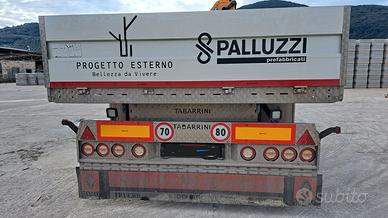 PROGETTO ESTERNO
Bellezza da Vivere
PALLUZZI
prefabbricati
TABARRINI
70
TABARRINI
80
subito